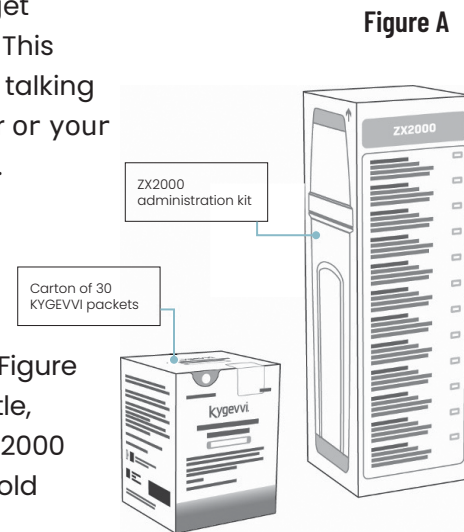 get
This
talking
r or your
.
Figure
tle,
2000
old
Figure A
ZX2000
administration kit
Carton of 30
KYGEVVI packets
ZX2000
kygevvi